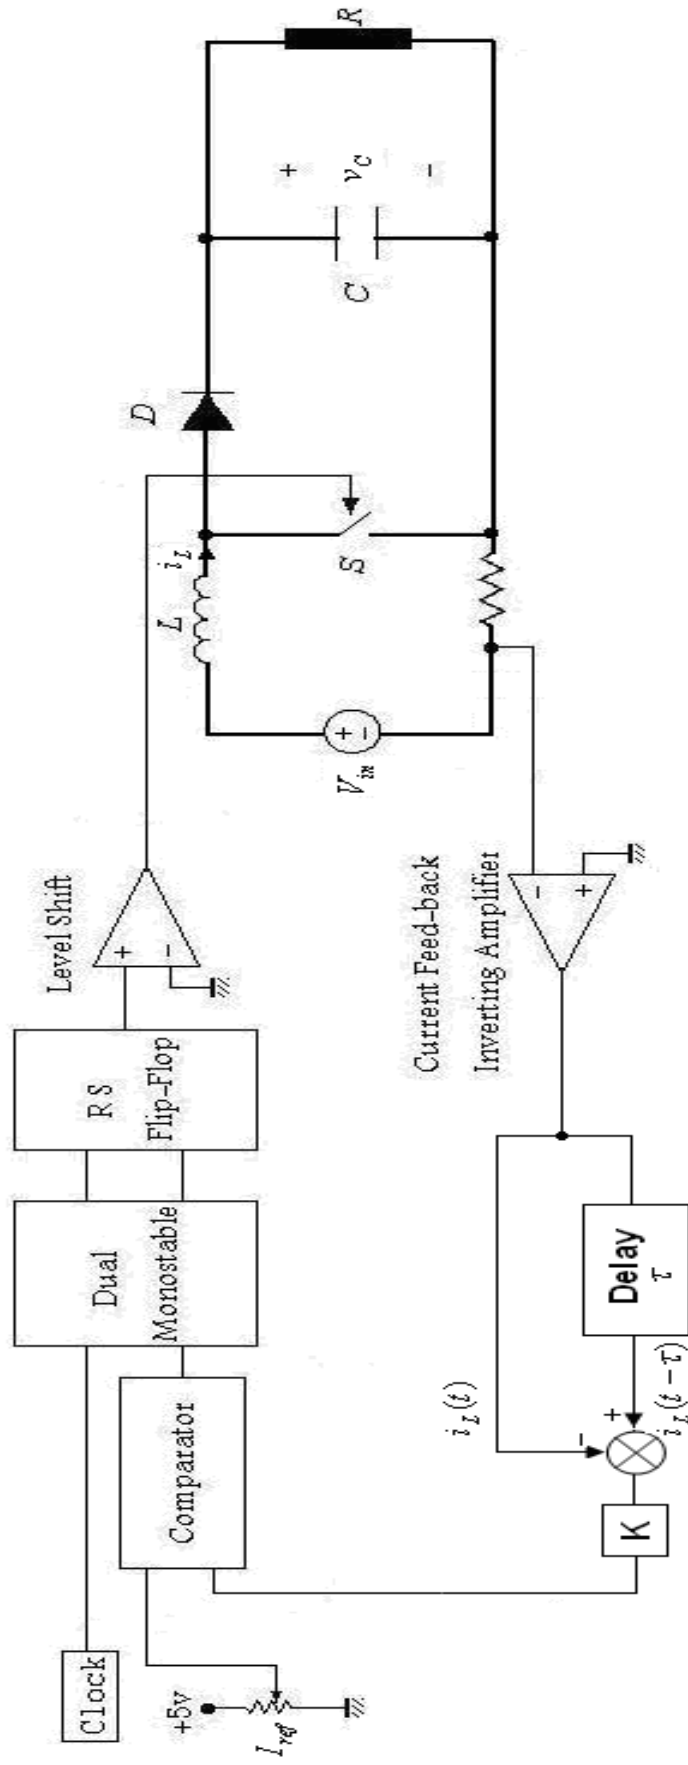 Clock
+5v
I_ref
Comparator
Dual
Monostable
R S
Flip-Flop
Level Shift
+
-
K
i_L(t)
-
+
i_L(t - τ)
Delay
τ
Current Feed-back
Inverting Amplifier
-
+
V_in
+
-
L
i_L
S
D
C
+
v_C
-
R